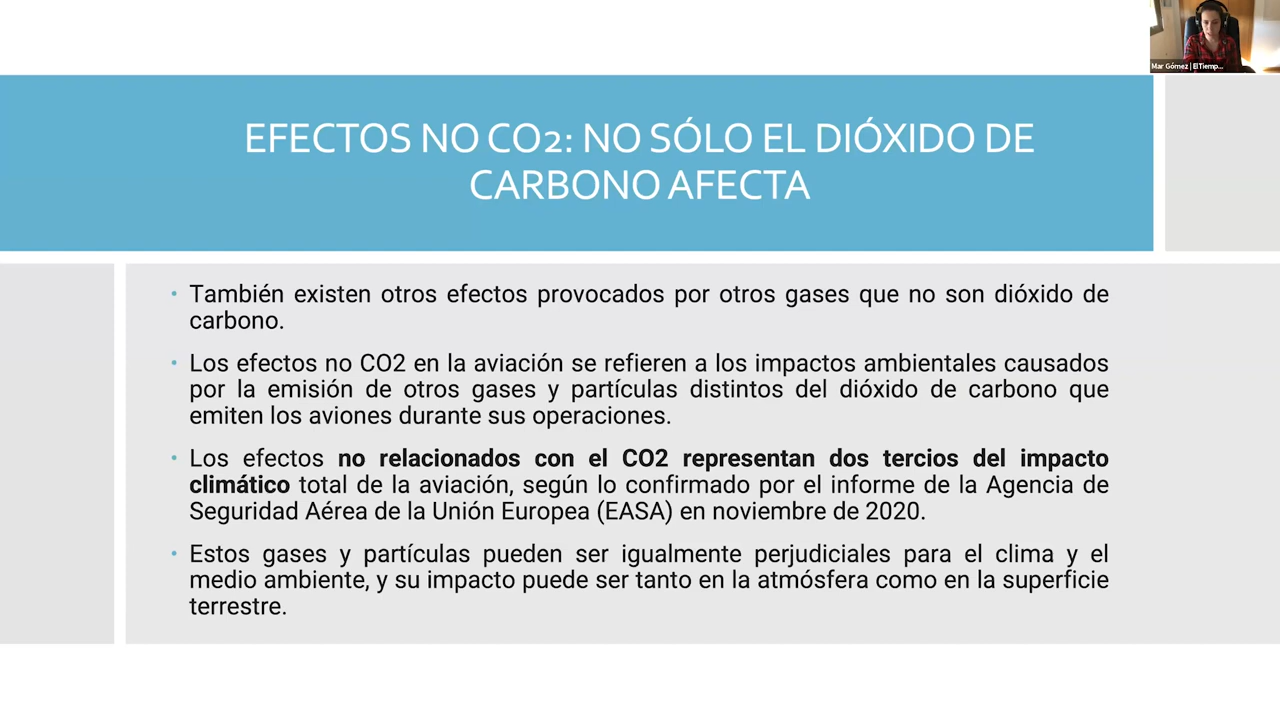 Mar Gómez | ElTiemp...
EFECTOS NO CO2: NO SÓLO EL DIÓXIDO DE
CARBONO AFECTA
• También existen otros efectos provocados por otros gases que no son dióxido de
carbono.
• Los efectos no CO2 en la aviación se refieren a los impactos ambientales causados
por la emisión de otros gases y partículas distintos del dióxido de carbono que
emiten los aviones durante sus operaciones.
• Los efectos no relacionados con el CO2 representan dos tercios del impacto
climático total de la aviación, según lo confirmado por el informe de la Agencia de
Seguridad Aérea de la Unión Europea (EASA) en noviembre de 2020.
• Estos gases y partículas pueden ser igualmente perjudiciales para el clima y el
medio ambiente, y su impacto puede ser tanto en la atmósfera como en la superficie
terrestre.